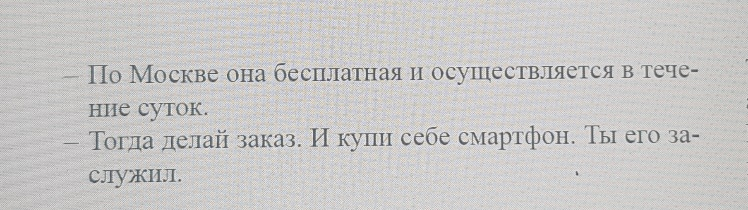 – По Москве она бесплатная и осуществляется в тече-
ние суток.
– Тогда делай заказ. И купи себе смартфон. Ты его за-
служил.